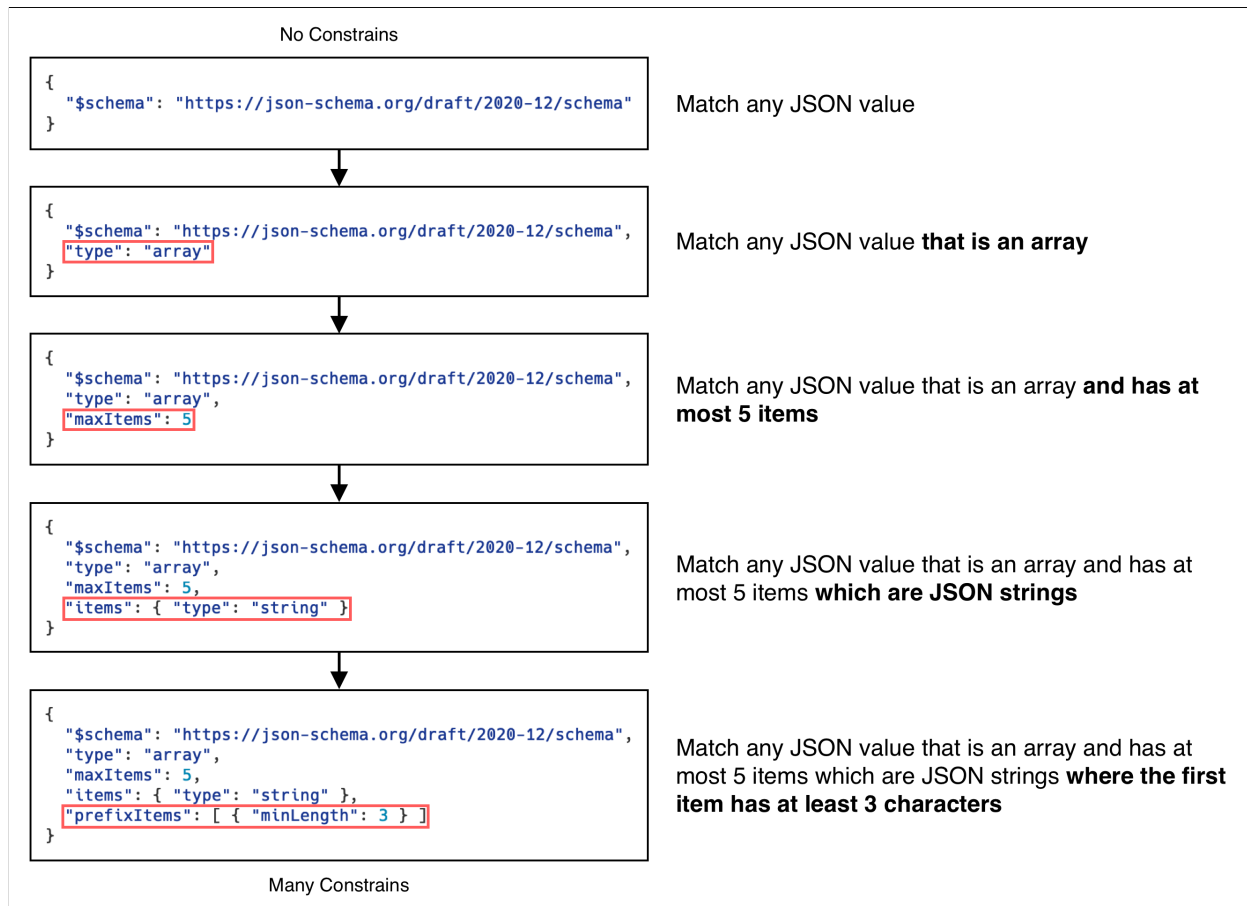 No Constrains
{
  "$schema": "https://json-schema.org/draft/2020-12/schema"
}
Match any JSON value
{
  "$schema": "https://json-schema.org/draft/2020-12/schema",
  "type": "array"
}
Match any JSON value that is an array
{
  "$schema": "https://json-schema.org/draft/2020-12/schema",
  "type": "array",
  "maxItems": 5
}
Match any JSON value that is an array and has at
most 5 items
{
  "$schema": "https://json-schema.org/draft/2020-12/schema",
  "type": "array",
  "maxItems": 5,
  "items": { "type": "string" }
}
Match any JSON value that is an array and has at
most 5 items which are JSON strings
{
  "$schema": "https://json-schema.org/draft/2020-12/schema",
  "type": "array",
  "maxItems": 5,
  "items": { "type": "string" },
  "prefixItems": [ { "minLength": 3 } ]
}
Match any JSON value that is an array and has at
most 5 items which are JSON strings where the first
item has at least 3 characters
Many Constrains